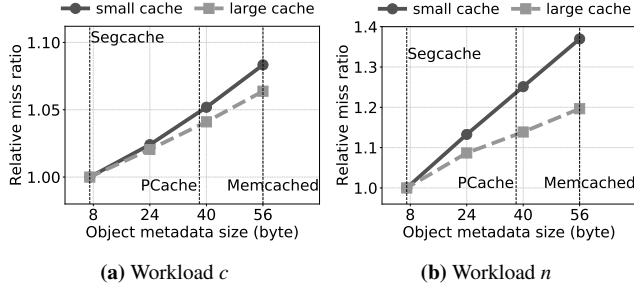 small cache large cache
1.10
1.05
1.00
Relative miss ratio
Segcache
PCache
Memcached
8 24 40 56
Object metadata size (byte)
(a) Workload c
small cache large cache
1.4
1.3
1.2
1.1
1.0
Relative miss ratio
Segcache
PCache
Memcached
8 24 40 56
Object metadata size (byte)
(b) Workload n